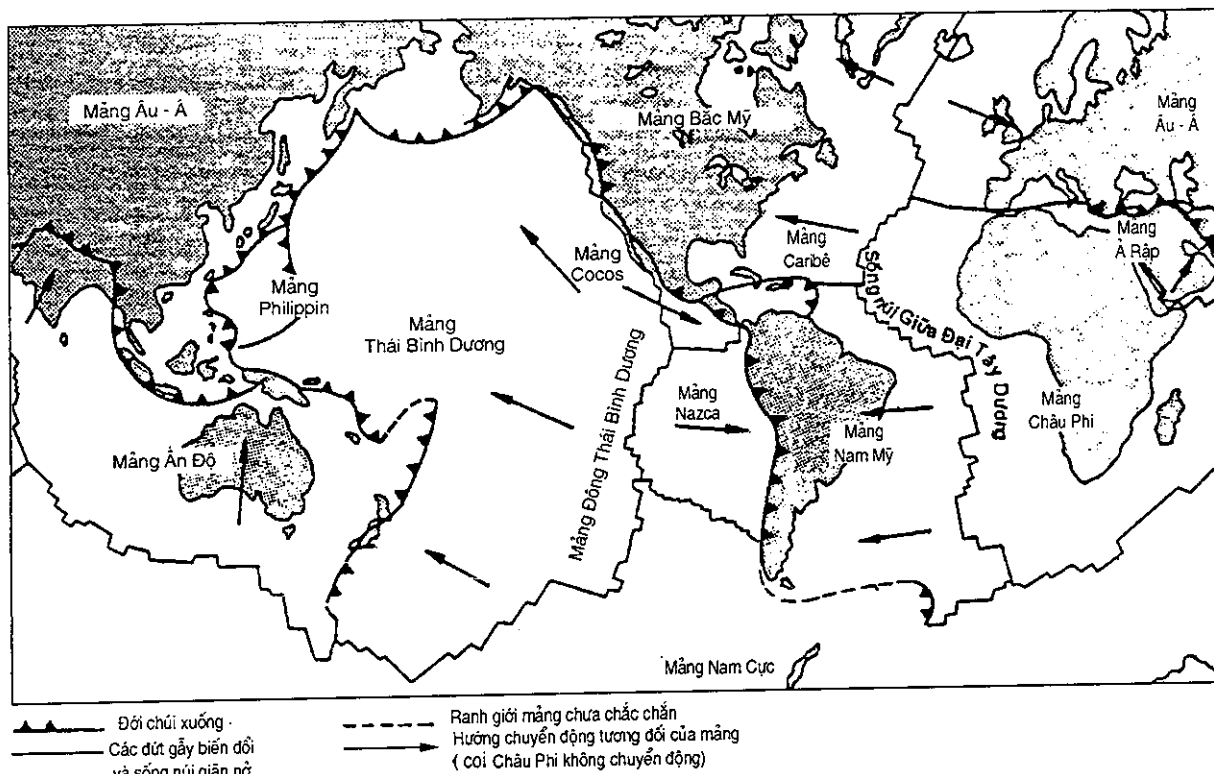 Mảng Âu - Á
Mảng Bắc Mỹ
Mảng
Âu - Á
Mảng
Philippin
Mảng
Cocos
Mảng
Caribê
Mảng
Ả Rập
Mảng
Thái Bình Dương
Sống núi Giữa Đại Tây Dương
Mảng Đông Thái Bình Dương
Mảng
Nazca
Mảng
Nam Mỹ
Mảng
Châu Phi
Mảng Ấn Độ
Mảng Nam Cực
Đới chúi xuống
Các đứt gẫy biến đổi
và sống núi giãn nở
Ranh giới mảng chưa chắc chắn
Hướng chuyển động tương đối của mảng
( coi Châu Phi không chuyển động)